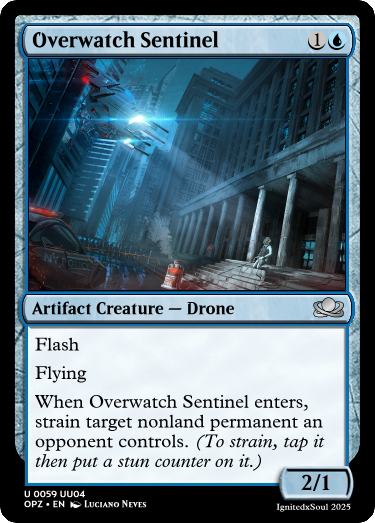 Overwatch Sentinel 1
Artifact Creature — Drone
Flash
Flying
When Overwatch Sentinel enters,
strain target nonland permanent an
opponent controls. (To strain, tap it
then put a stun counter on it.)
2/1
U 0059 UU04
OPZ • EN Luciano Neves
IgnitedxSoul 2025